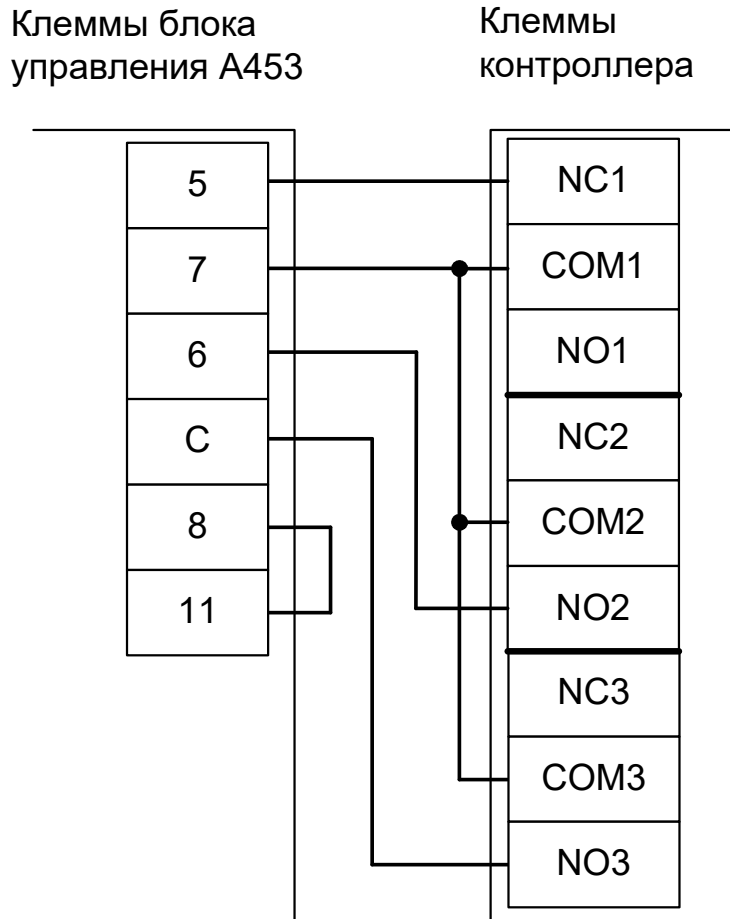 Клеммы блока
управления А453
Клеммы
контроллера
5
7
6
С
8
11
NC1
COM1
NO1
NC2
COM2
NO2
NC3
COM3
NO3